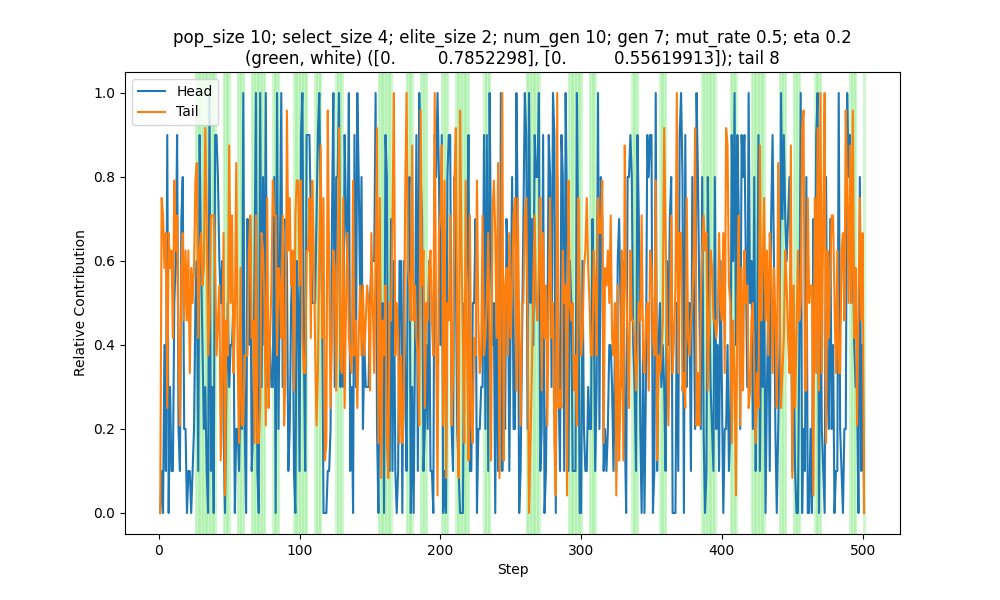 pop_size 10; select_size 4; elite_size 2; num_gen 10; gen 7; mut_rate 0.5; eta 0.2
(green, white) ([0.         0.7852298], [0.         0.55619913]); tail 8
Head
Tail
1.0
0.8
0.6
0.4
0.2
0.0
Relative Contribution
0
100
200
300
400
500
Step